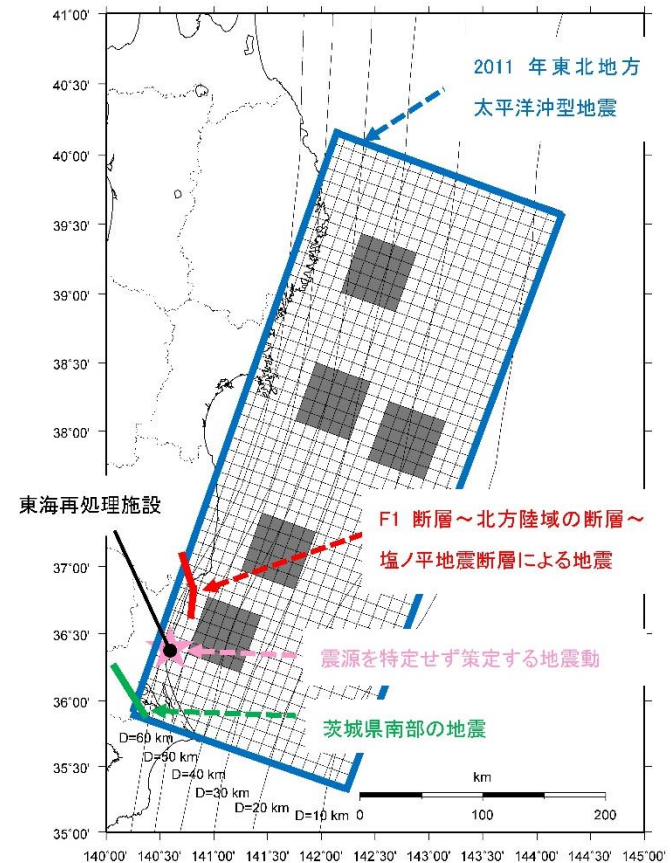 41°00'
40°30'
2011 年東北地方
太平洋沖型地震
40°00'
39°30'
39°00'
38°30'
38°00'
37°30'
東海再処理施設
F1 断層～北方陸域の断層～
塩ノ平地震断層による地震
37°00'
36°30'
震源を特定せず策定する地震動
36°00'
茨城県南部の地震
D=60 km
D=50 km
D=40 km
D=30 km
D=20 km
D=10 km
35°30'
km
0 100 200
35°00'
140°00' 140°30' 141°00' 141°30' 142°00' 142°30' 143°00' 143°30' 144°00' 144°30' 145°00'